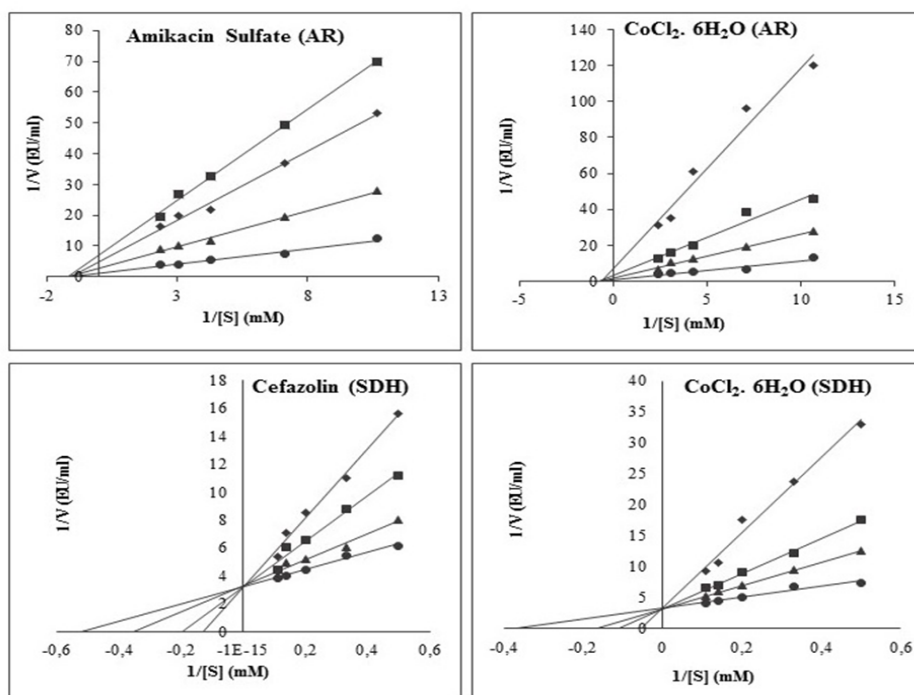 Amikacin Sulfate (AR)
1/V (EU/ml)
80
70
60
50
40
30
20
10
0
-2 3 8 13
1/[S] (mM)
CoCl₂. 6H₂O (AR)
1/V (EU/ml)
140
120
100
80
60
40
20
0
-5 0 5 10 15
1/[S] (mM)
Cefazolin (SDH)
1/V (EU/ml)
18
16
14
12
10
8
6
4
2
0
-0,6 -0,4 -0,2 -1E-15 0,2 0,4 0,6
1/[S] (mM)
CoCl₂. 6H₂O (SDH)
1/V (EU/ml)
40
35
30
25
20
15
10
5
0
-0,4 -0,2 0 0,2 0,4 0,6
1/[S] (mM)